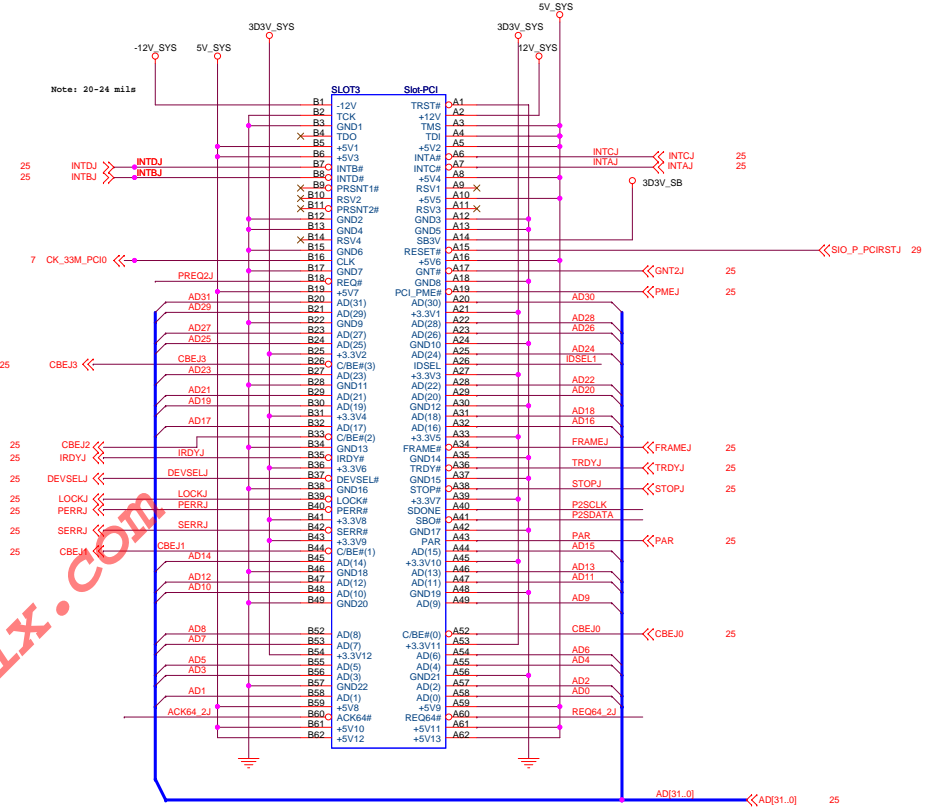 5V_SYS
3D3V_SYS 3D3V_SYS
-12V_SYS 5V_SYS 12V_SYS
Note: 20-24 mils
SLOT3 Slot-PCI
B1 -12V TRST# A1
B2 TCK +12V A2
B3 GND1 TMS A3
B4 TDO TDI A4
B5 +5V1 +5V2 A5
B6 +5V3 INTA# A6 INTCJ INTCJ 25
25 INTDJ INTDJ B7 INTB# INTC# A7 INTAJ INTAJ 25
25 INTBJ INTBJ B8 INTD# +5V4 A8
B9 PRSNT1# RSV1 A9 3D3V_SB
B10 RSV2 +5V5 A10
B11 PRSNT2# RSV3 A11
B12 GND2 GND3 A12
B13 GND4 GND5 A13
B14 RSV4 SB3V A14
B15 GND6 RESET# A15 SIO_P_PCIRSTJ 29
7 CK_33M_PCI0 B16 CLK +5V6 A16
B17 GND7 GNT# A17 GNT2J 25
PREQ2J B18 REQ# GND8 A18
B19 +5V7 PCI_PME# A19 PMEJ 25
AD31 B20 AD(31) AD(30) A20 AD30
AD29 B21 AD(29) +3.3V1 A21
B22 GND9 AD(28) A22 AD28
AD27 B23 AD(27) AD(26) A23 AD26
AD25 B24 AD(25) GND10 A24
B25 +3.3V2 AD(24) A25 AD24
25 CBEJ3 CBEJ3 B26 C/BE#(3) IDSEL A26 IDSEL1
AD23 B27 AD(23) +3.3V3 A27
B28 GND11 AD(22) A28 AD22
AD21 B29 AD(21) AD(20) A29 AD20
AD19 B30 AD(19) GND12 A30
B31 +3.3V4 AD(18) A31 AD18
AD17 B32 AD(17) AD(16) A32 AD16
B33 C/BE#(2) +3.3V5 A33
25 CBEJ2 B34 GND13 FRAME# A34 FRAMEJ FRAMEJ 25
25 IRDYJ IRDYJ B35 IRDY# GND14 A35
B36 +3.3V6 TRDY# A36 TRDYJ TRDYJ 25
25 DEVSELJ DEVSELJ B37 DEVSEL# GND15 A37
B38 GND16 STOP# A38 STOPJ STOPJ 25
25 LOCKJ LOCKJ B39 LOCK# +3.3V7 A39
25 PERRJ PERRJ B40 PERR# SDONE A40 P2SCLK
B41 +3.3V8 SBO# A41 P2SDATA
25 SERRJ SERRJ B42 SERR# GND17 A42
B43 +3.3V9 PAR A43 PAR PAR 25
25 CBEJ1 CBEJ1 B44 C/BE#(1) AD(15) A44 AD15
AD14 B45 AD(14) +3.3V10 A45
B46 GND18 AD(13) A46 AD13
AD12 B47 AD(12) AD(11) A47 AD11
AD10 B48 AD(10) GND19 A48
B49 GND20 AD(9) A49 AD9
AD8 B52 AD(8) C/BE#(0) A52 CBEJ0 CBEJ0 25
AD7 B53 AD(7) +3.3V11 A53
B54 +3.3V12 AD(6) A54 AD6
AD5 B55 AD(5) AD(4) A55 AD4
AD3 B56 AD(3) GND21 A56
B57 GND22 AD(2) A57 AD2
AD1 B58 AD(1) AD(0) A58 AD0
B59 +5V8 +5V9 A59
ACK64_2J B60 ACK64# REQ64# A60 REQ64_2J
B61 +5V10 +5V11 A61
B62 +5V12 +5V13 A62
AD[31..0] AD[31..0] 25